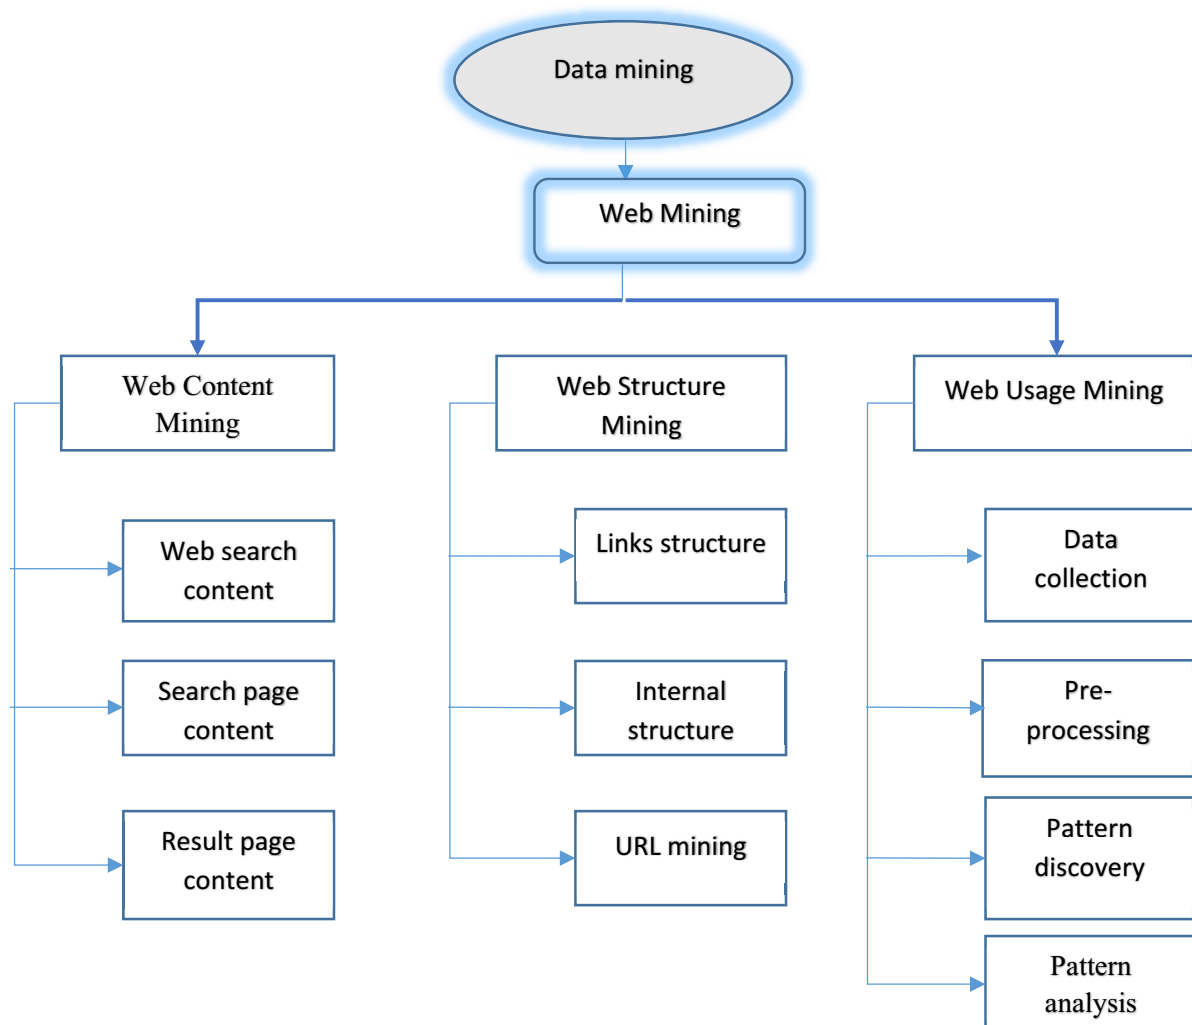 Data mining
Web Mining
Web Content
Mining
Web search
content
Search page
content
Result page
content
Web Structure
Mining
Links structure
Internal
structure
URL mining
Web Usage Mining
Data
collection
Pre-
processing
Pattern
discovery
Pattern
analysis